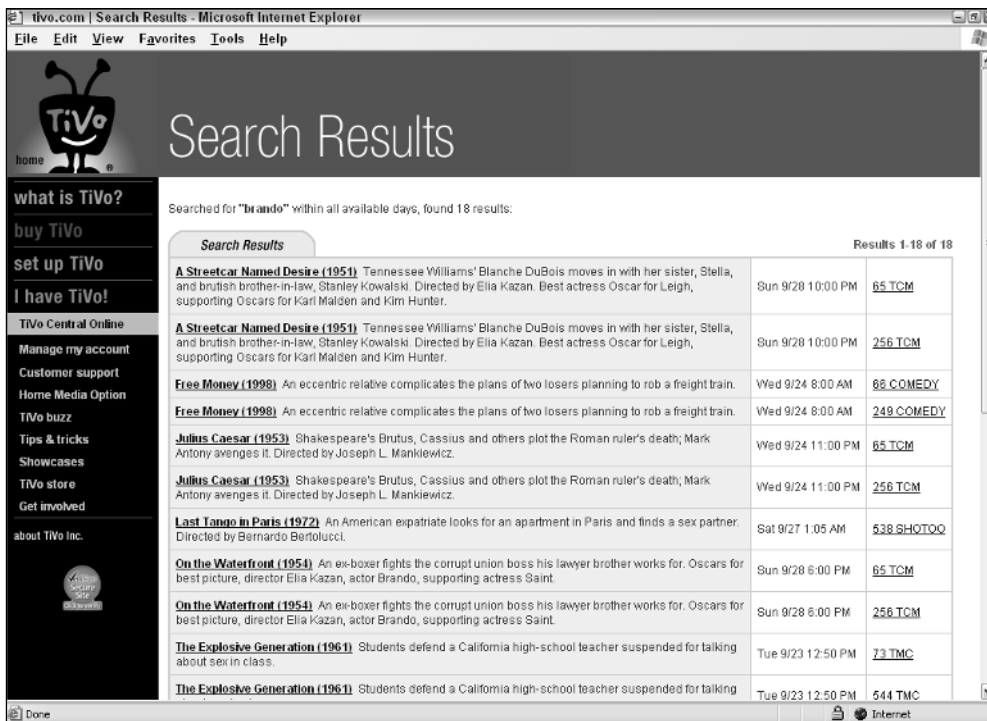 tivo.com | Search Results - Microsoft Internet Explorer
File Edit View Favorites Tools Help
TiVo
home
®
Search Results
what is TiVo?
buy TiVo
set up TiVo
I have TiVo!
TiVo Central Online
Manage my account
Customer support
Home Media Option
TiVo buzz
Tips & tricks
Showcases
TiVo store
Get involved
about TiVo Inc.
Secure
Site
Searched for "brando" within all available days, found 18 results:
Search Results
Results 1-18 of 18
A Streetcar Named Desire (1951) Tennessee Williams' Blanche DuBois moves in with her sister, Stella,
and brutish brother-in-law, Stanley Kowalski. Directed by Elia Kazan. Best actress Oscar for Leigh,
supporting Oscars for Karl Malden and Kim Hunter.
Sun 9/28 10:00 PM
65 TCM
A Streetcar Named Desire (1951) Tennessee Williams' Blanche DuBois moves in with her sister, Stella,
and brutish brother-in-law, Stanley Kowalski. Directed by Elia Kazan. Best actress Oscar for Leigh,
supporting Oscars for Karl Malden and Kim Hunter.
Sun 9/28 10:00 PM
256 TCM
Free Money (1998) An eccentric relative complicates the plans of two losers planning to rob a freight train.
Wed 9/24 8:00 AM
66 COMEDY
Free Money (1998) An eccentric relative complicates the plans of two losers planning to rob a freight train.
Wed 9/24 8:00 AM
249 COMEDY
Julius Caesar (1953) Shakespeare's Brutus, Cassius and others plot the Roman ruler's death; Mark
Antony avenges it. Directed by Joseph L. Mankiewicz.
Wed 9/24 11:00 PM
65 TCM
Julius Caesar (1953) Shakespeare's Brutus, Cassius and others plot the Roman ruler's death; Mark
Antony avenges it. Directed by Joseph L. Mankiewicz.
Wed 9/24 11:00 PM
256 TCM
Last Tango in Paris (1972) An American expatriate looks for an apartment in Paris and finds a sex partner.
Directed by Bernardo Bertolucci.
Sat 9/27 1:05 AM
538 SHOTOO
On the Waterfront (1954) An ex-boxer fights the corrupt union boss his lawyer brother works for. Oscars for
best picture, director Elia Kazan, actor Brando, supporting actress Saint.
Sun 9/28 6:00 PM
65 TCM
On the Waterfront (1954) An ex-boxer fights the corrupt union boss his lawyer brother works for. Oscars for
best picture, director Elia Kazan, actor Brando, supporting actress Saint.
Sun 9/28 6:00 PM
256 TCM
The Explosive Generation (1961) Students defend a California high-school teacher suspended for talking
about sex in class.
Tue 9/23 12:50 PM
73 TMC
The Explosive Generation (1961) Students defend a California high-school teacher suspended for talking
Tue 9/23 12:50 PM
544 TMC
Done
Internet